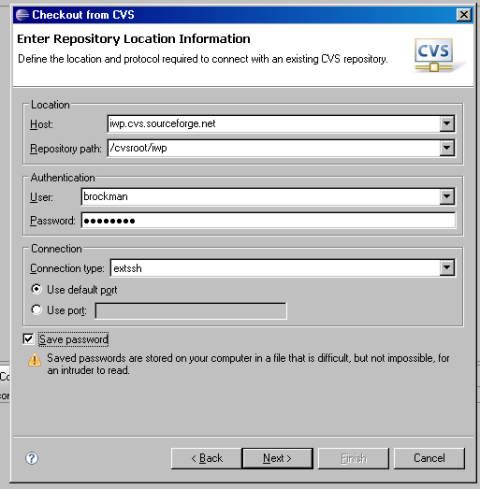 Checkout from CVS
Enter Repository Location Information
Define the location and protocol required to connect with an existing CVS repository.
CVS
Location
Host: iwp.cvs.sourceforge.net
Repository path: /cvsroot/iwp
Authentication
User: brockman
Password: ●●●●●●●●
Connection
Connection type: extssh
Use default port
Use port:
Save password
Saved passwords are stored on your computer in a file that is difficult, but not impossible, for
an intruder to read.
? < Back Next > Finish Cancel